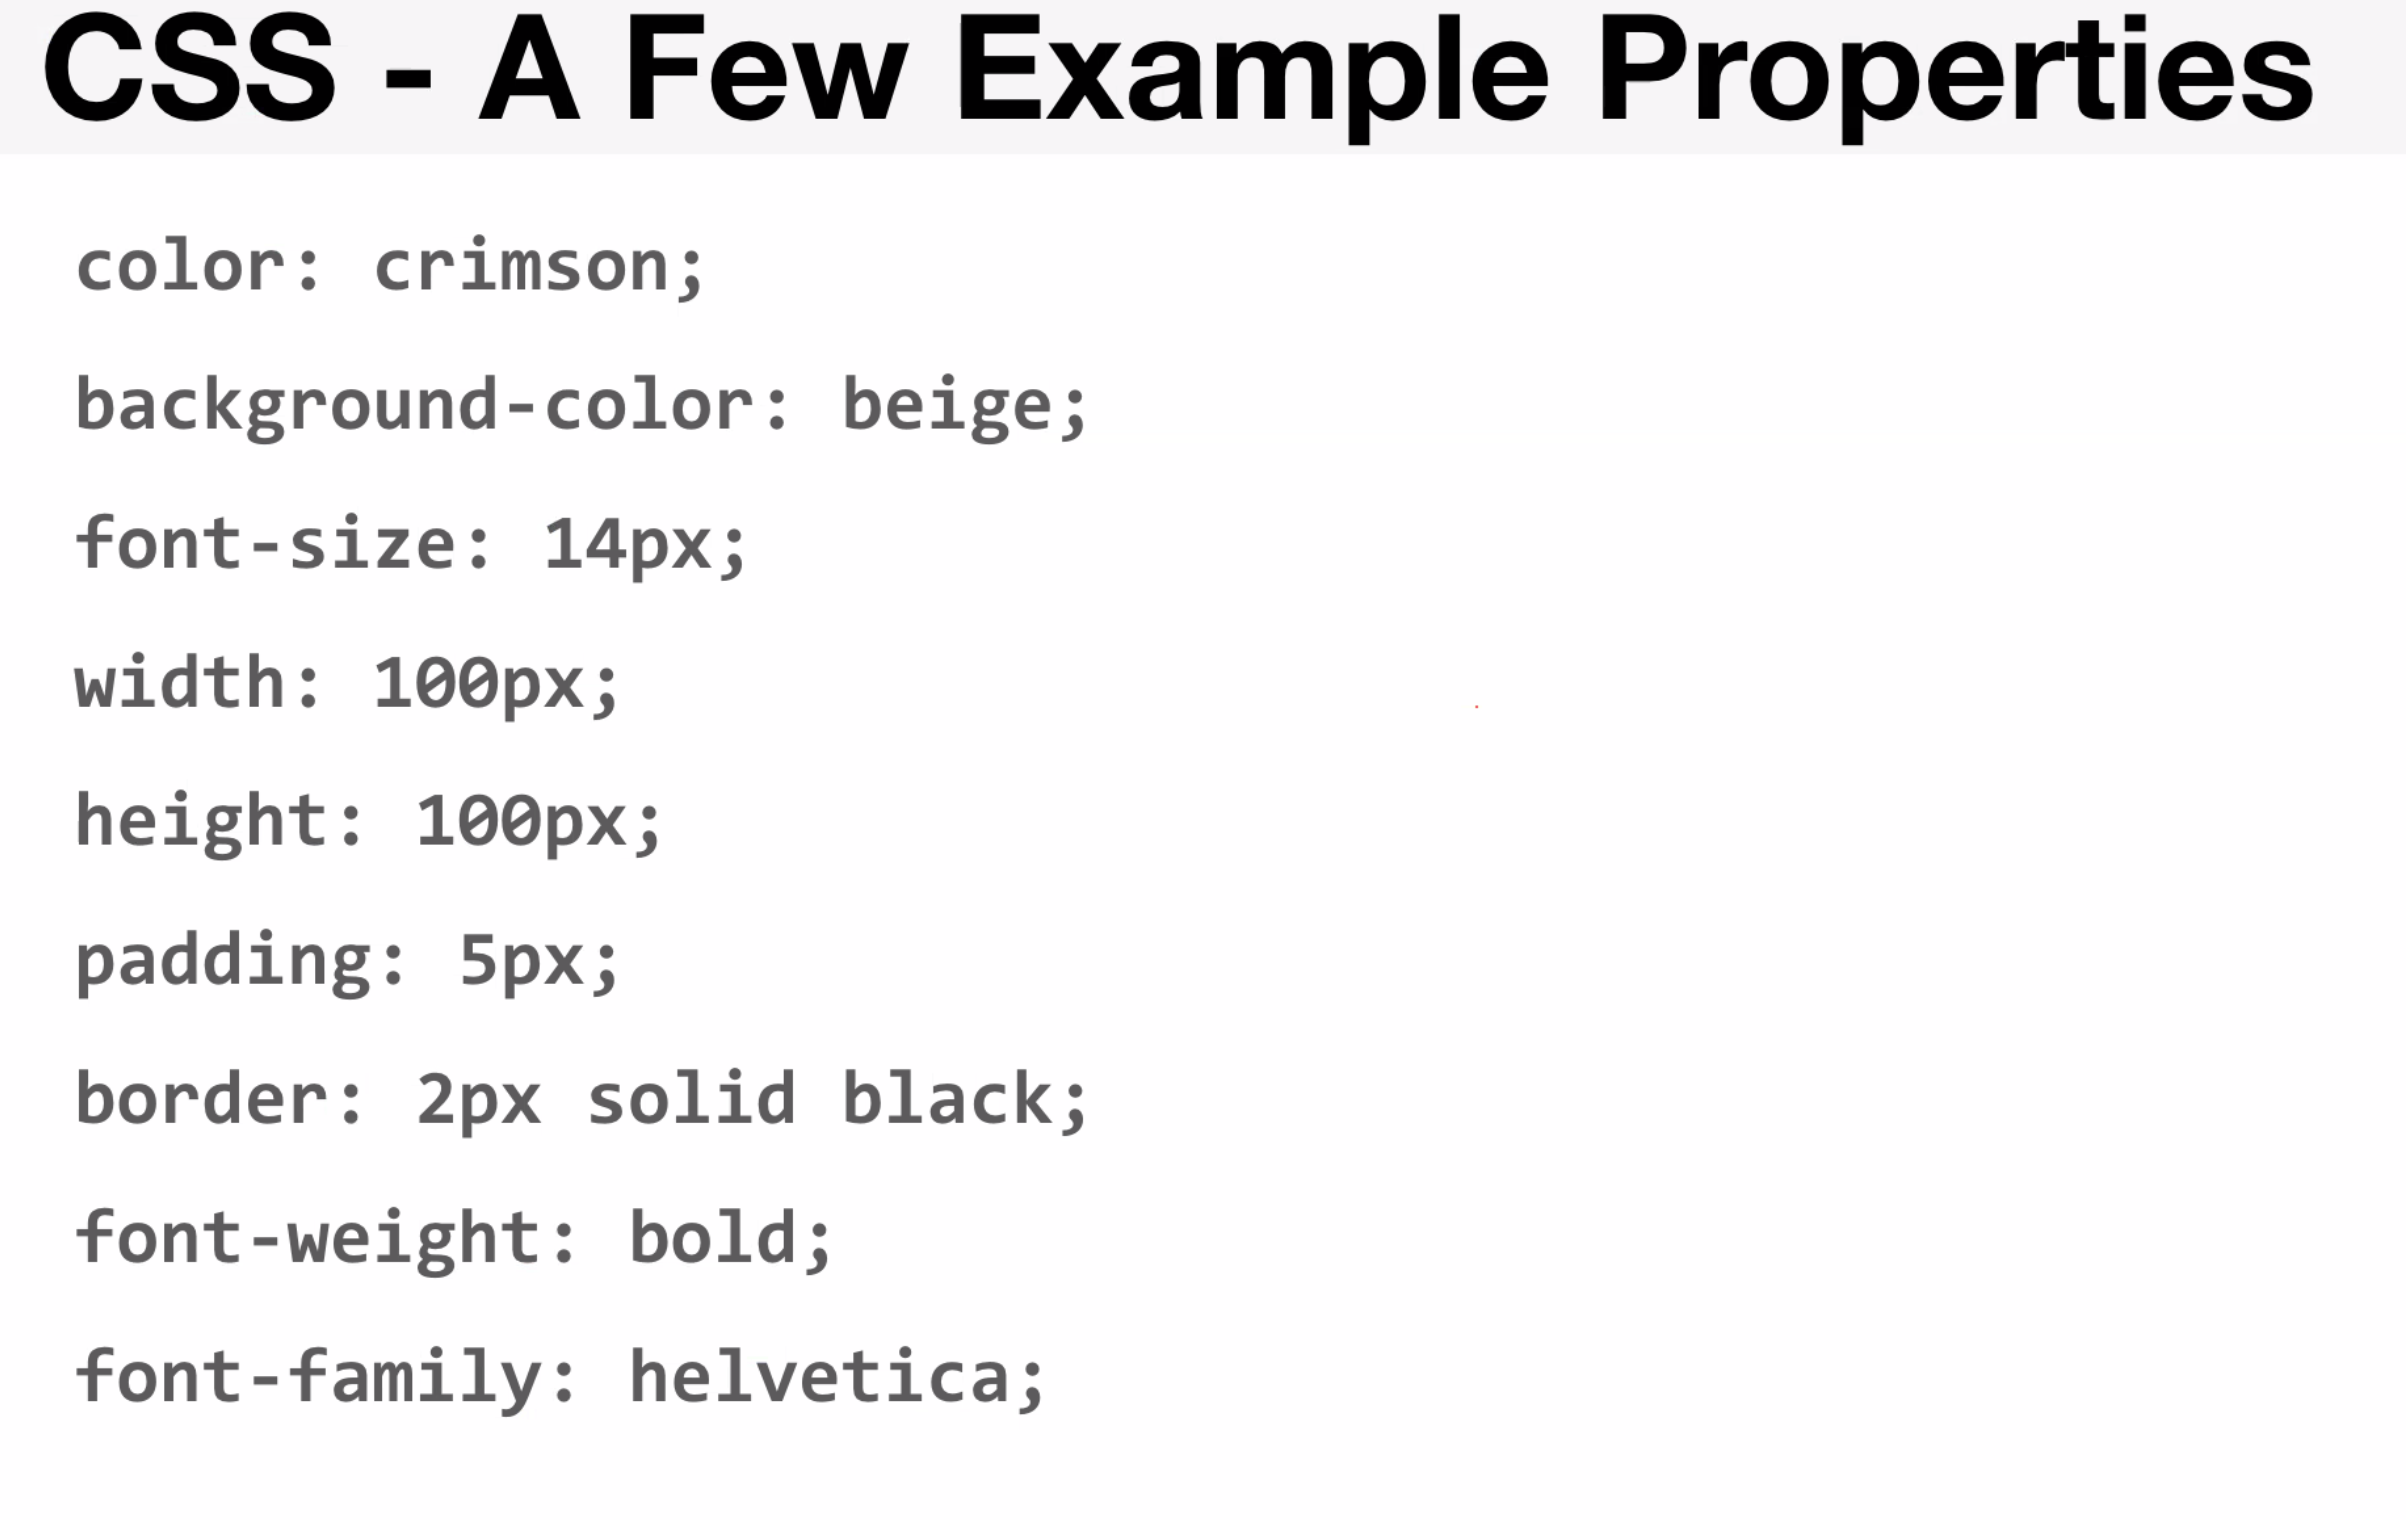 CSS - A Few Example Properties
color: crimson;
background-color: beige;
font-size: 14px;
width: 100px;
height: 100px;
padding: 5px;
border: 2px solid black;
font-weight: bold;
font-family: helvetica;